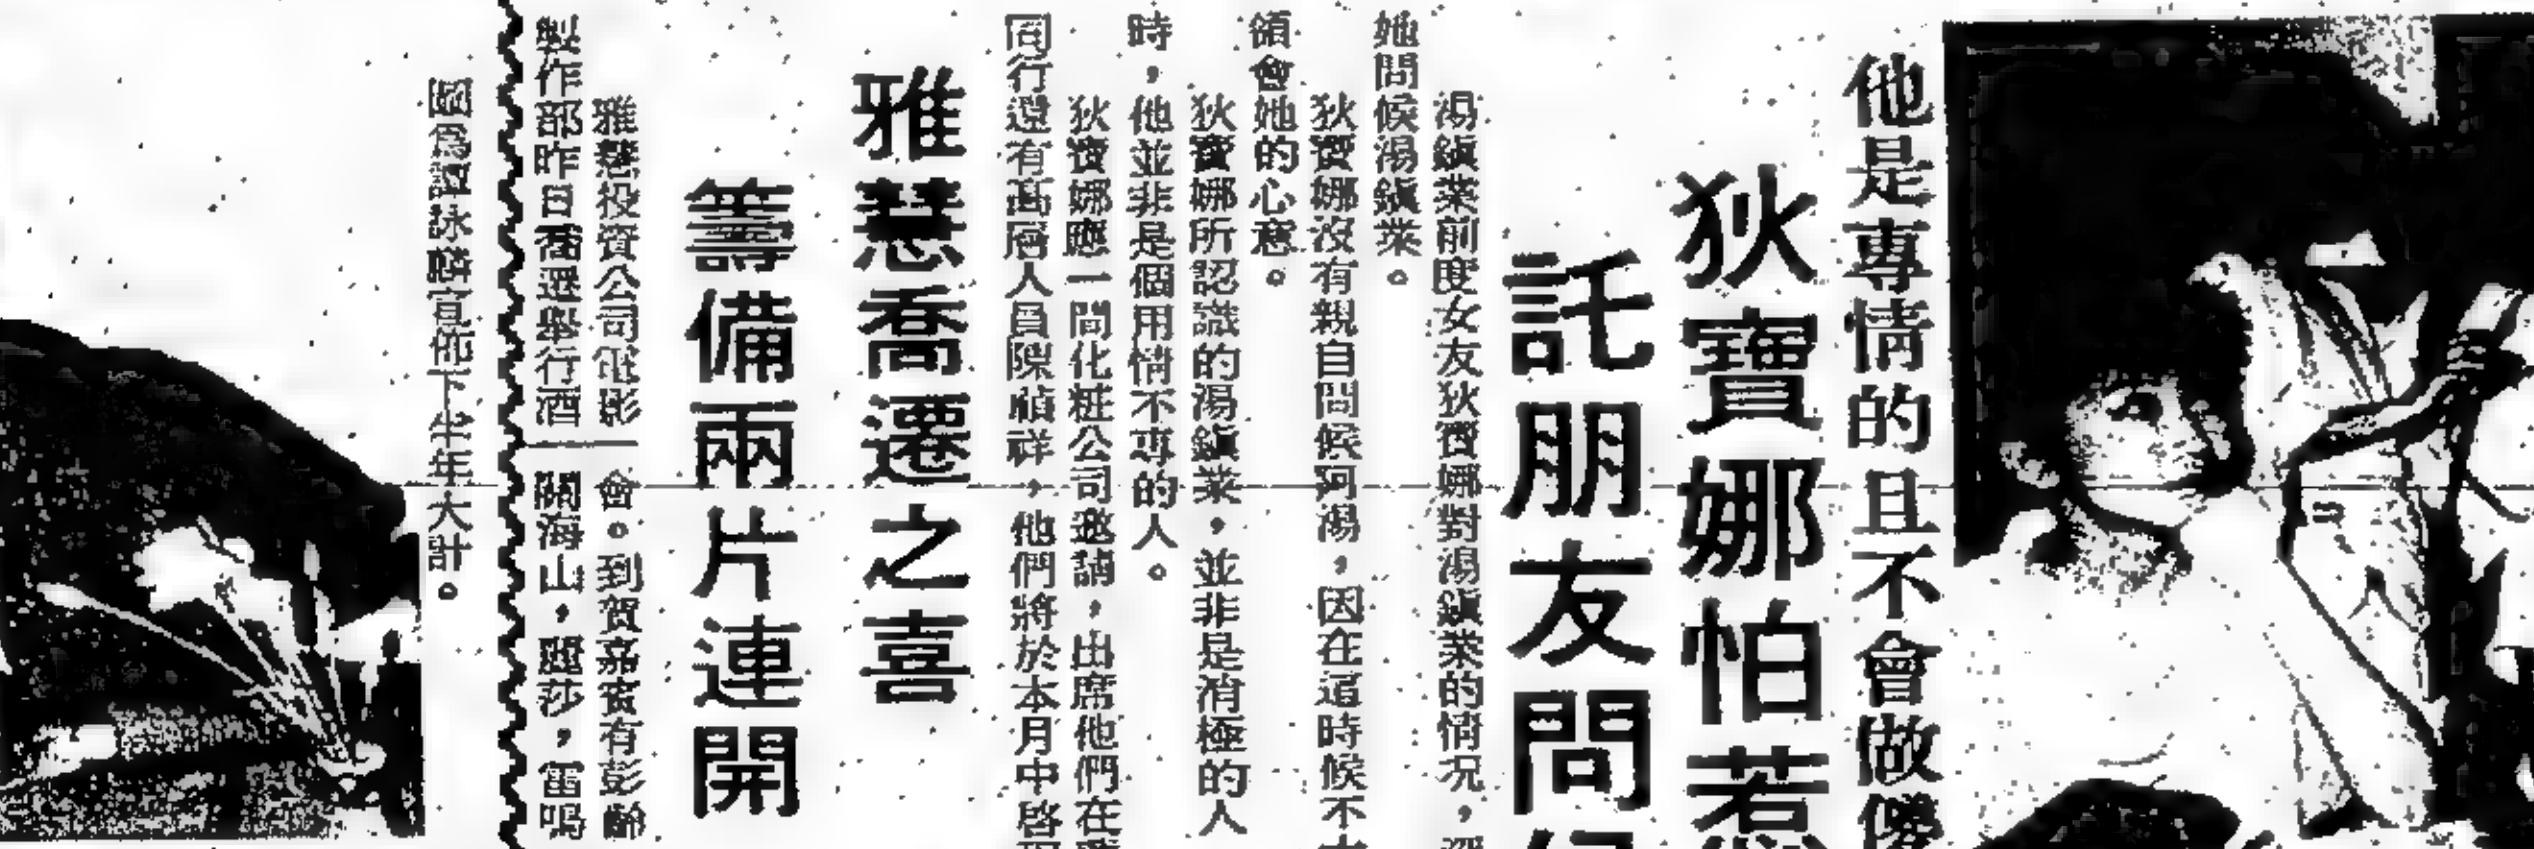 他是專情的且不會做傻
狄寶娜怕惹
託朋友問
湯鎮業前度女友狄寶娜對湯鎮業的情況，
她問候湯鎮業。
狄寶娜沒有親自問候阿湯，因在這時候不
領會她的心意。
狄寶娜所認識的湯鎮業，並非是消極的人
時，他並非是個用情不專的人。
狄寶娜應一間化粧公司邀請，出席他們在
同行還有高層人員陳禎祥，他們將於本月中啓
雅慧喬遷之喜
籌備兩片連開
雅慧投資公司電影
製作部昨日喬遷舉行酒
會。到賀嘉賓有彭齡
關海山，麗莎，雷鳴
圖爲譚詠麟宣佈下半年大計。